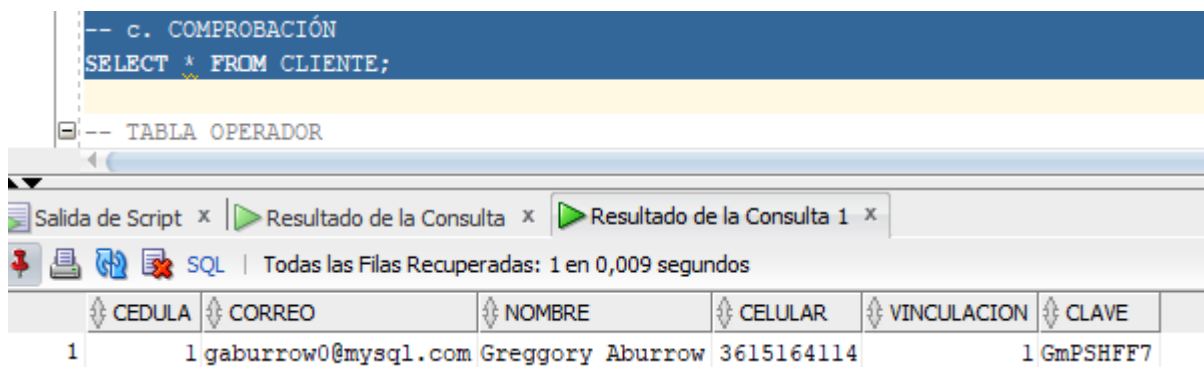 -- c. COMPROBACIÓN
SELECT * FROM CLIENTE;
-- TABLA OPERADOR
Salida de Script x Resultado de la Consulta x Resultado de la Consulta 1 x
SQL | Todas las Filas Recuperadas: 1 en 0,009 segundos
CEDULA CORREO NOMBRE CELULAR VINCULACION CLAVE
1 1 gaburrow0@mysql.com Greggory Aburrow 3615164114 1 GmPSHFF7